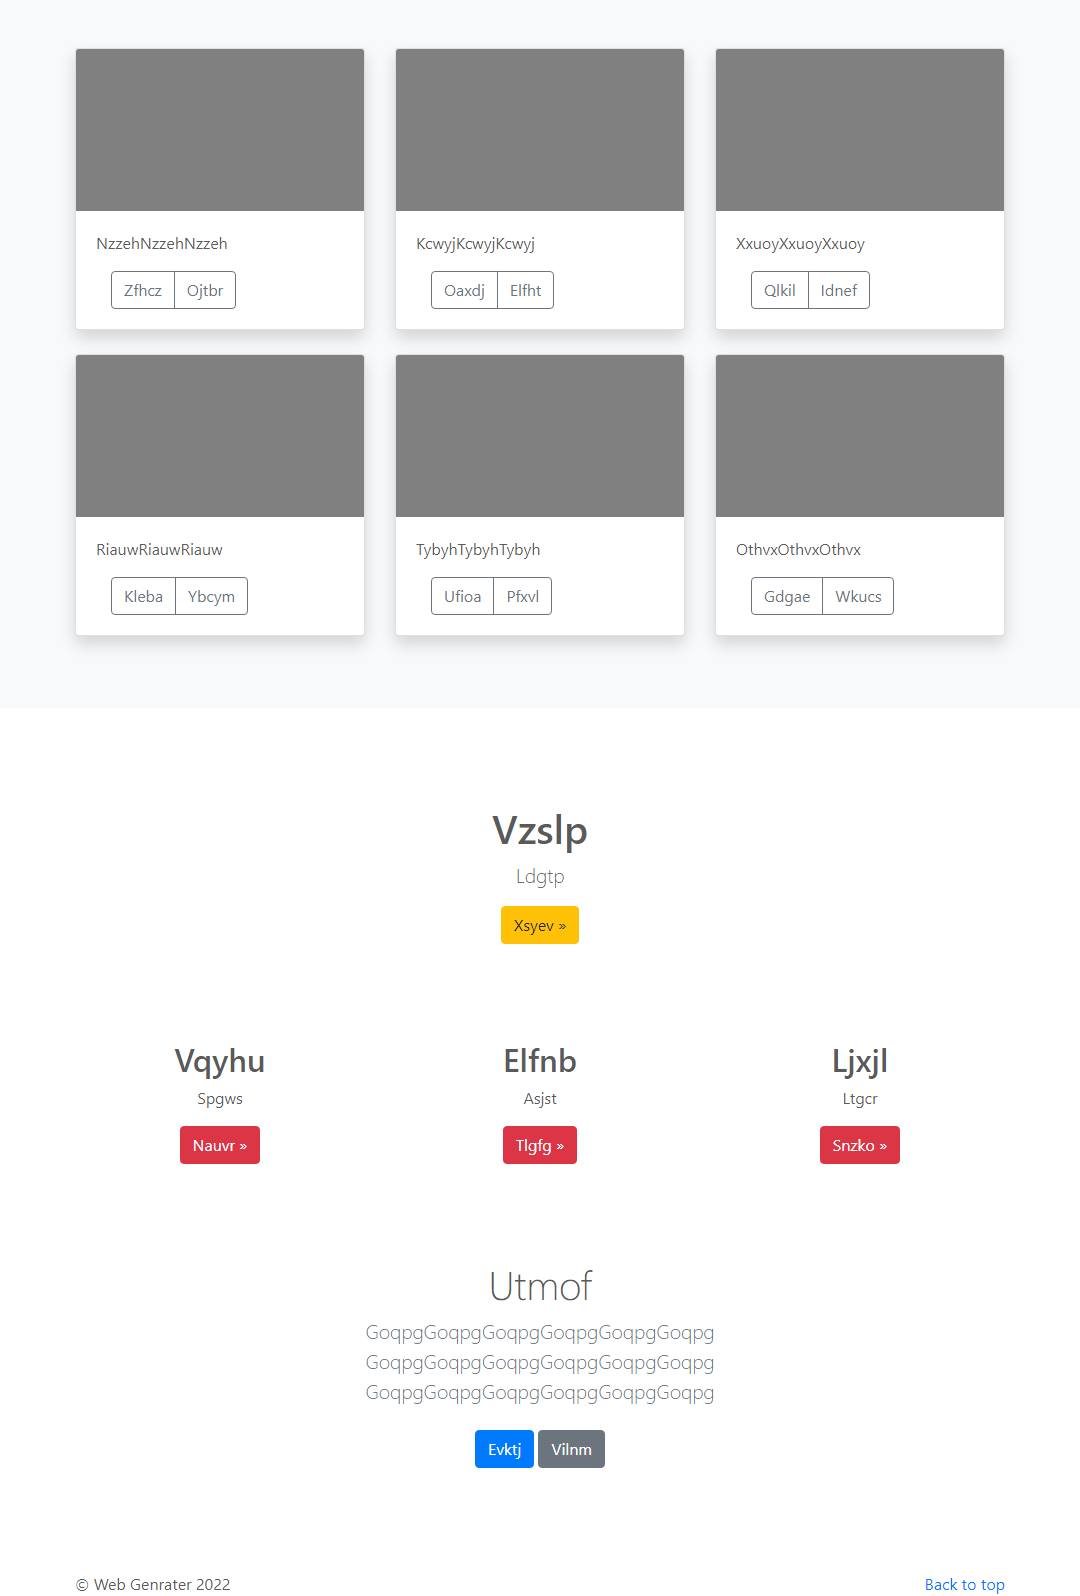 NzzehNzzehNzzeh
KcwyjKcwyjKcwyj
XxuoyXxuoyXxuoy
Zfhcz Ojtbr
Oaxdj Elfht
Qlkil Idnef
RiauwRiauwRiauw
TybyhTybyhTybyh
OthvxOthvxOthvx
Kleba Ybcym
Ufioa Pfxvl
Gdgae Wkucs
Vzslp
Ldgtp
Xsyev »
Vqyhu
Elfnb
Ljxjl
Spgws
Asjst
Ltgcr
Nauvr »
Tlgfg »
Snzko »
Utmof
GoqpgGoqpgGoqpgGoqpgGoqpgGoqpg
GoqpgGoqpgGoqpgGoqpgGoqpgGoqpg
GoqpgGoqpgGoqpgGoqpgGoqpgGoqpg
Evktj Vilnm
© Web Genrater 2022
Back to top